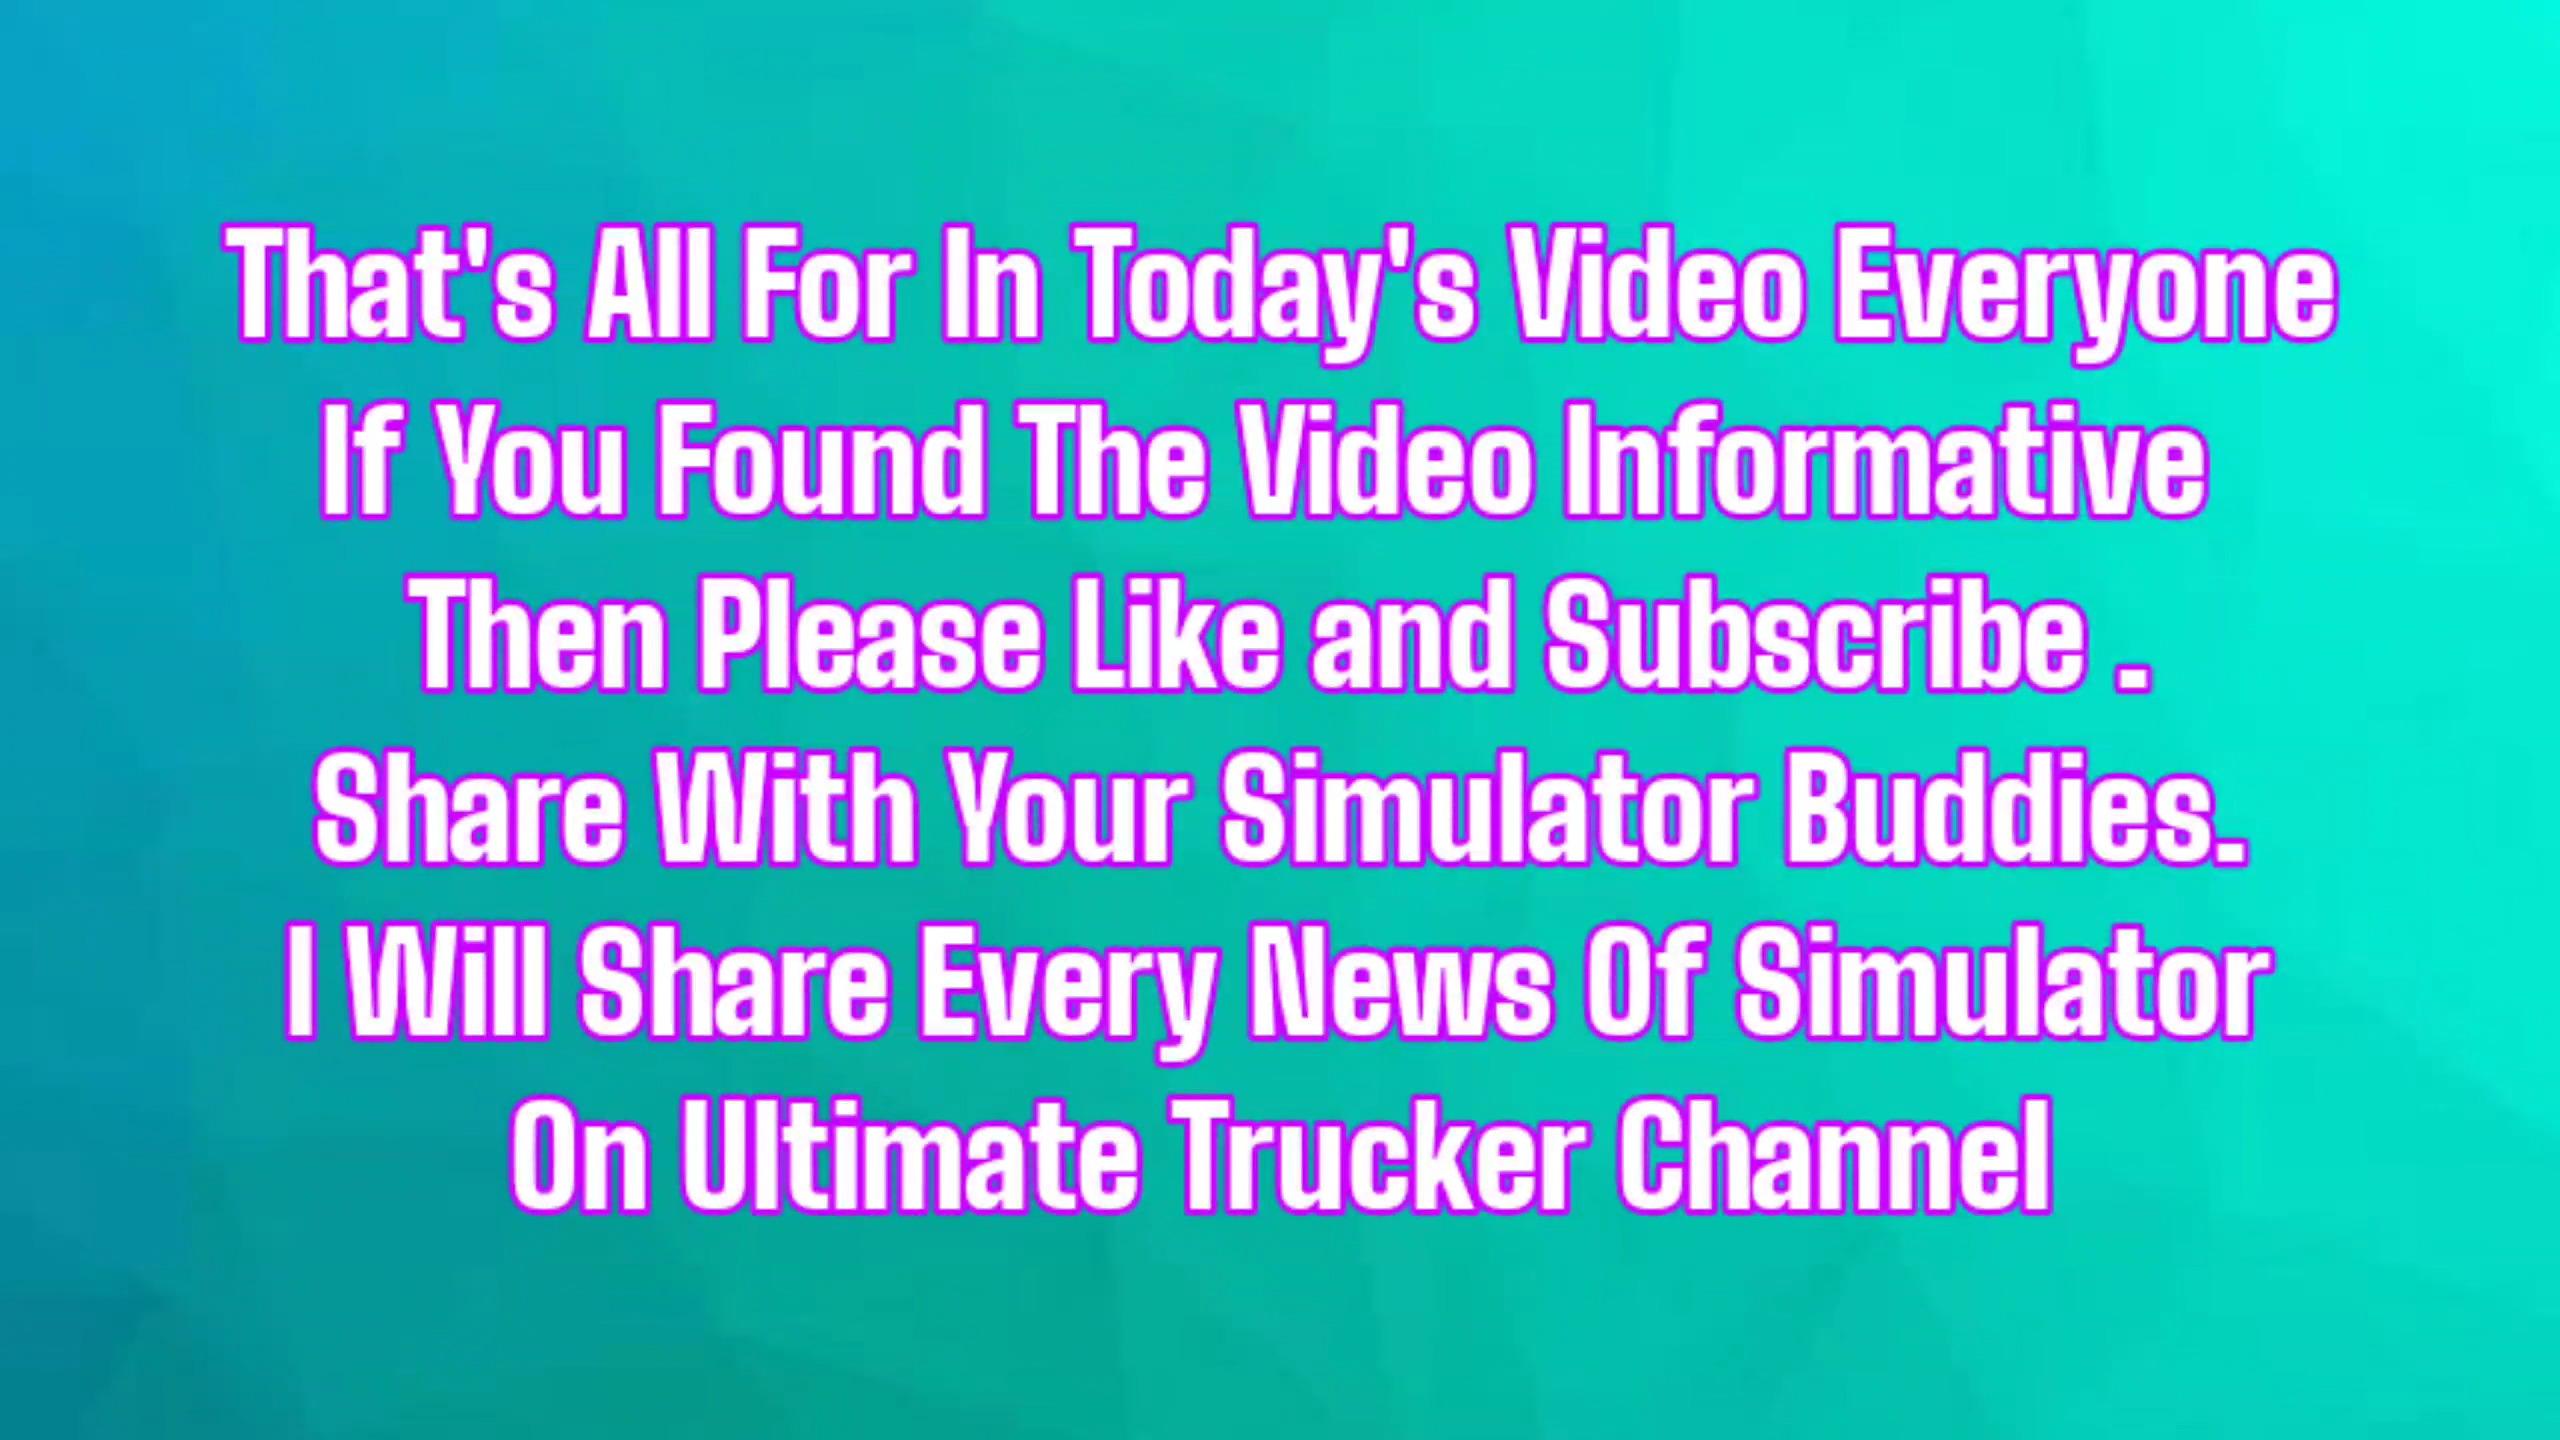 That's All For In Today's Video Everyone
If You Found The Video Informative
Then Please Like and Subscribe .
Share With Your Simulator Buddies.
I Will Share Every News Of Simulator
On Ultimate Trucker Channel